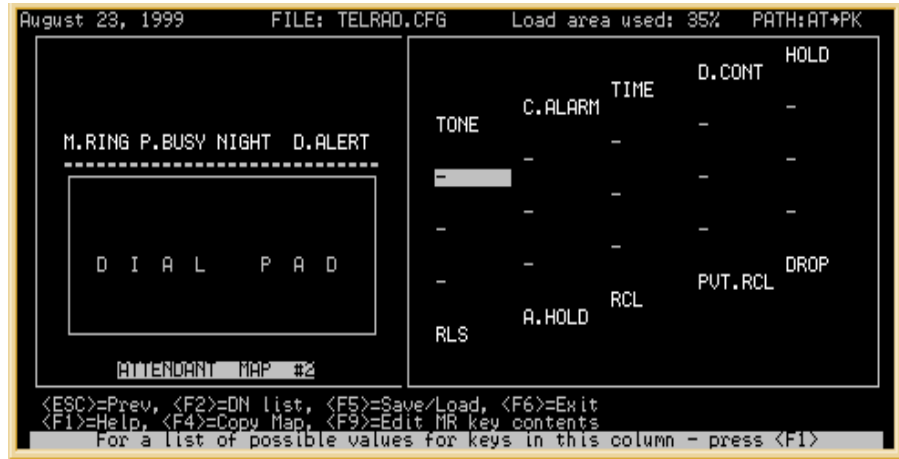 August 23, 1999 FILE: TELRAD.CFG Load area used: 35% PATH:AT→PK
M.RING P.BUSY NIGHT D.ALERT
D I A L P A D
ATTENDANT MAP #2
HOLD
D.CONT
TIME
C.ALARM
TONE
DROP
PVT.RCL
RCL
A.HOLD
RLS
<ESC>=Prev, <F2>=DN list, <F5>=Save/Load, <F6>=Exit
<F1>=Help, <F4>=Copy Map, <F9>=Edit MR key contents
For a list of possible values for keys in this column - press <F1>